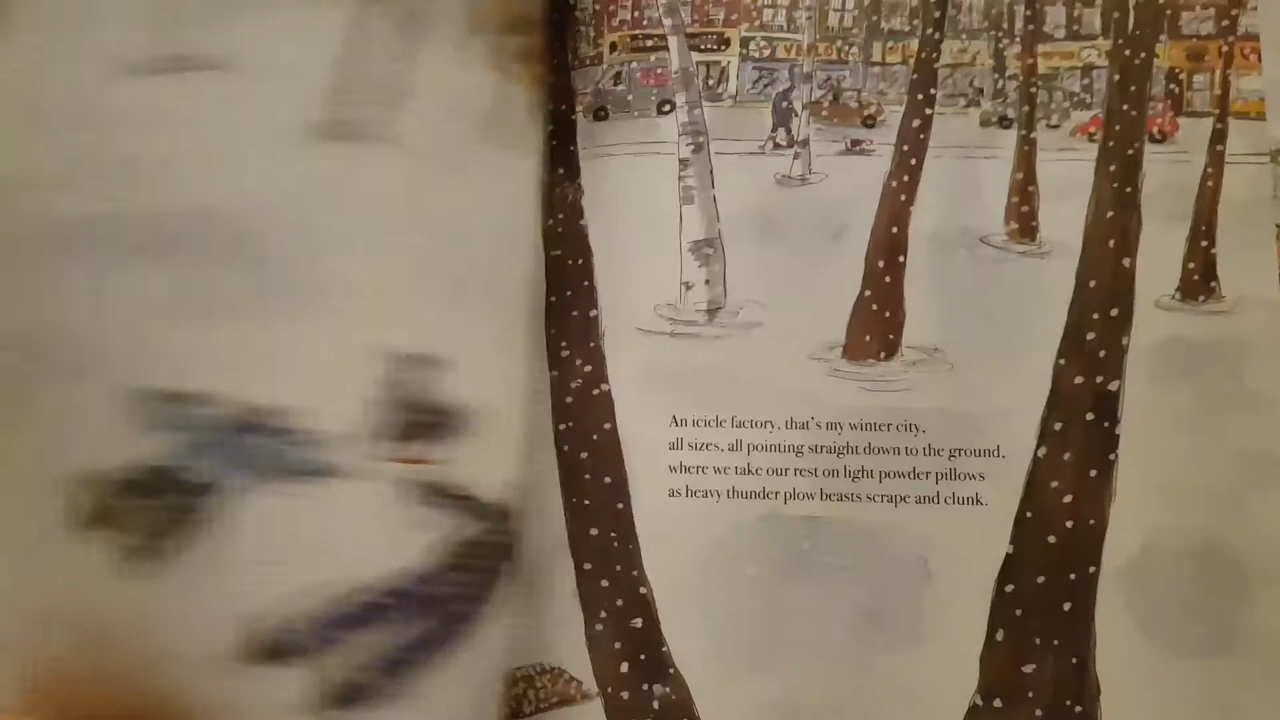 An icicle factory, that's my winter city,
all sizes, all pointing straight down to the ground,
where we take our rest on light powder pillows
as heavy thunder plow beasts scrape and clunk.